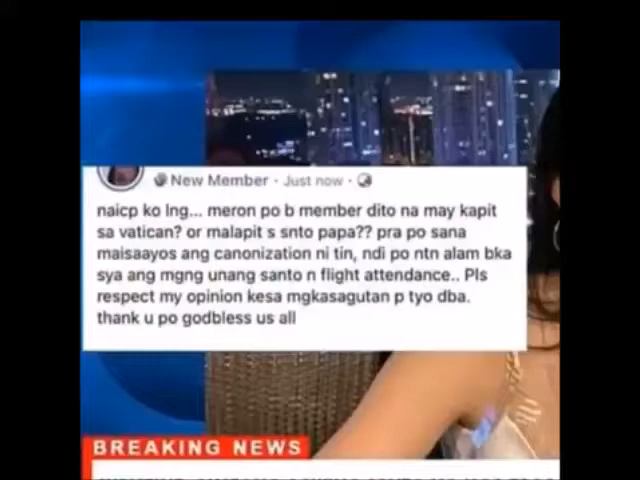 New Member · Just now ·
naicp ko lng... meron po b member dito na may kapit
sa vatican? or malapit s snto papa?? pra po sana
maisaayos ang canonization ni tin, ndi po ntn alam bka
sya ang mgng unang santo n flight attendance.. Pls
respect my opinion kesa mgkasagutan p tyo dba.
thank u po godbless us all
BREAKING NEWS